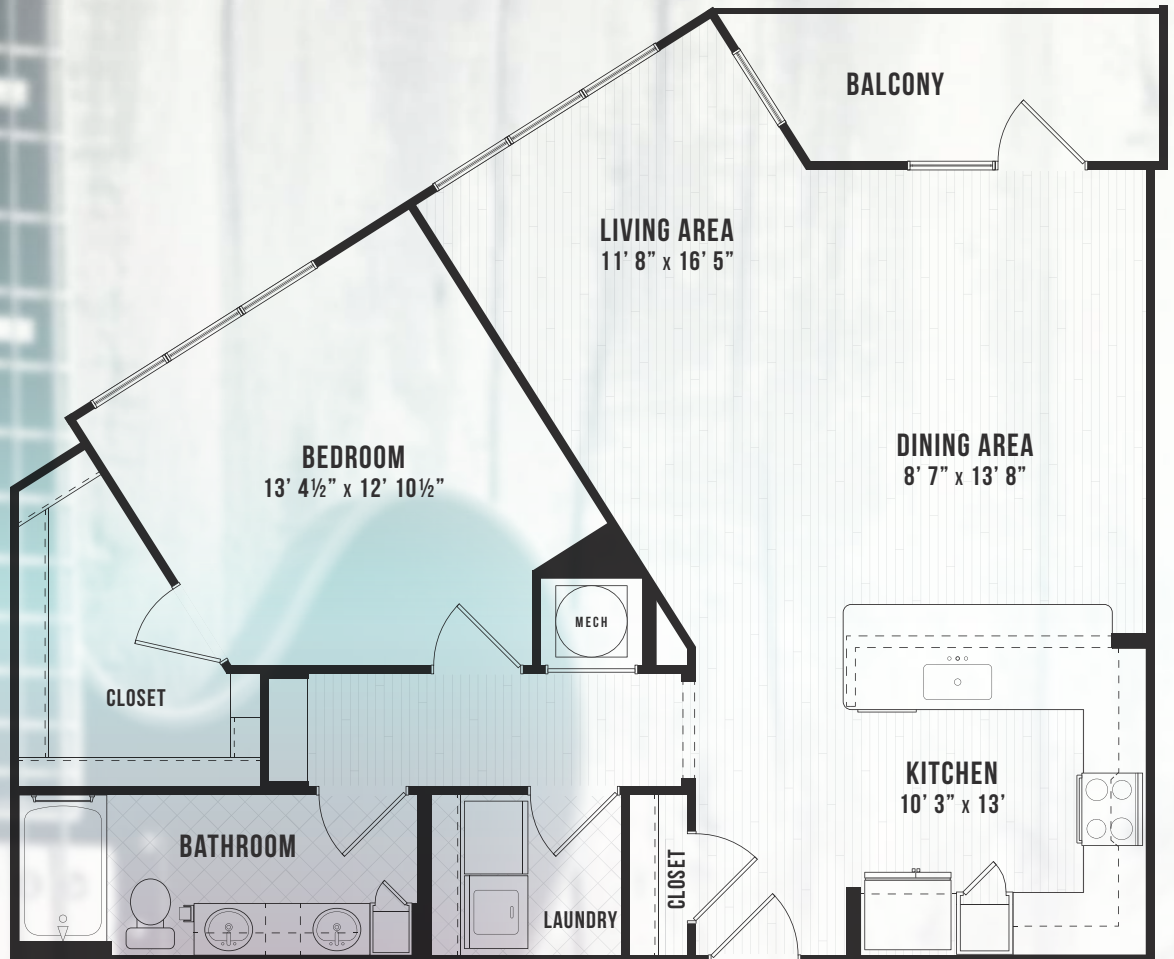 BALCONY
LIVING AREA
11’ 8” x 16’ 5”
DINING AREA
8’ 7” x 13’ 8”
BEDROOM
13’ 4½” x 12’ 10½”
MECH
CLOSET
KITCHEN
10’ 3” x 13’
BATHROOM
CLOSET
LAUNDRY